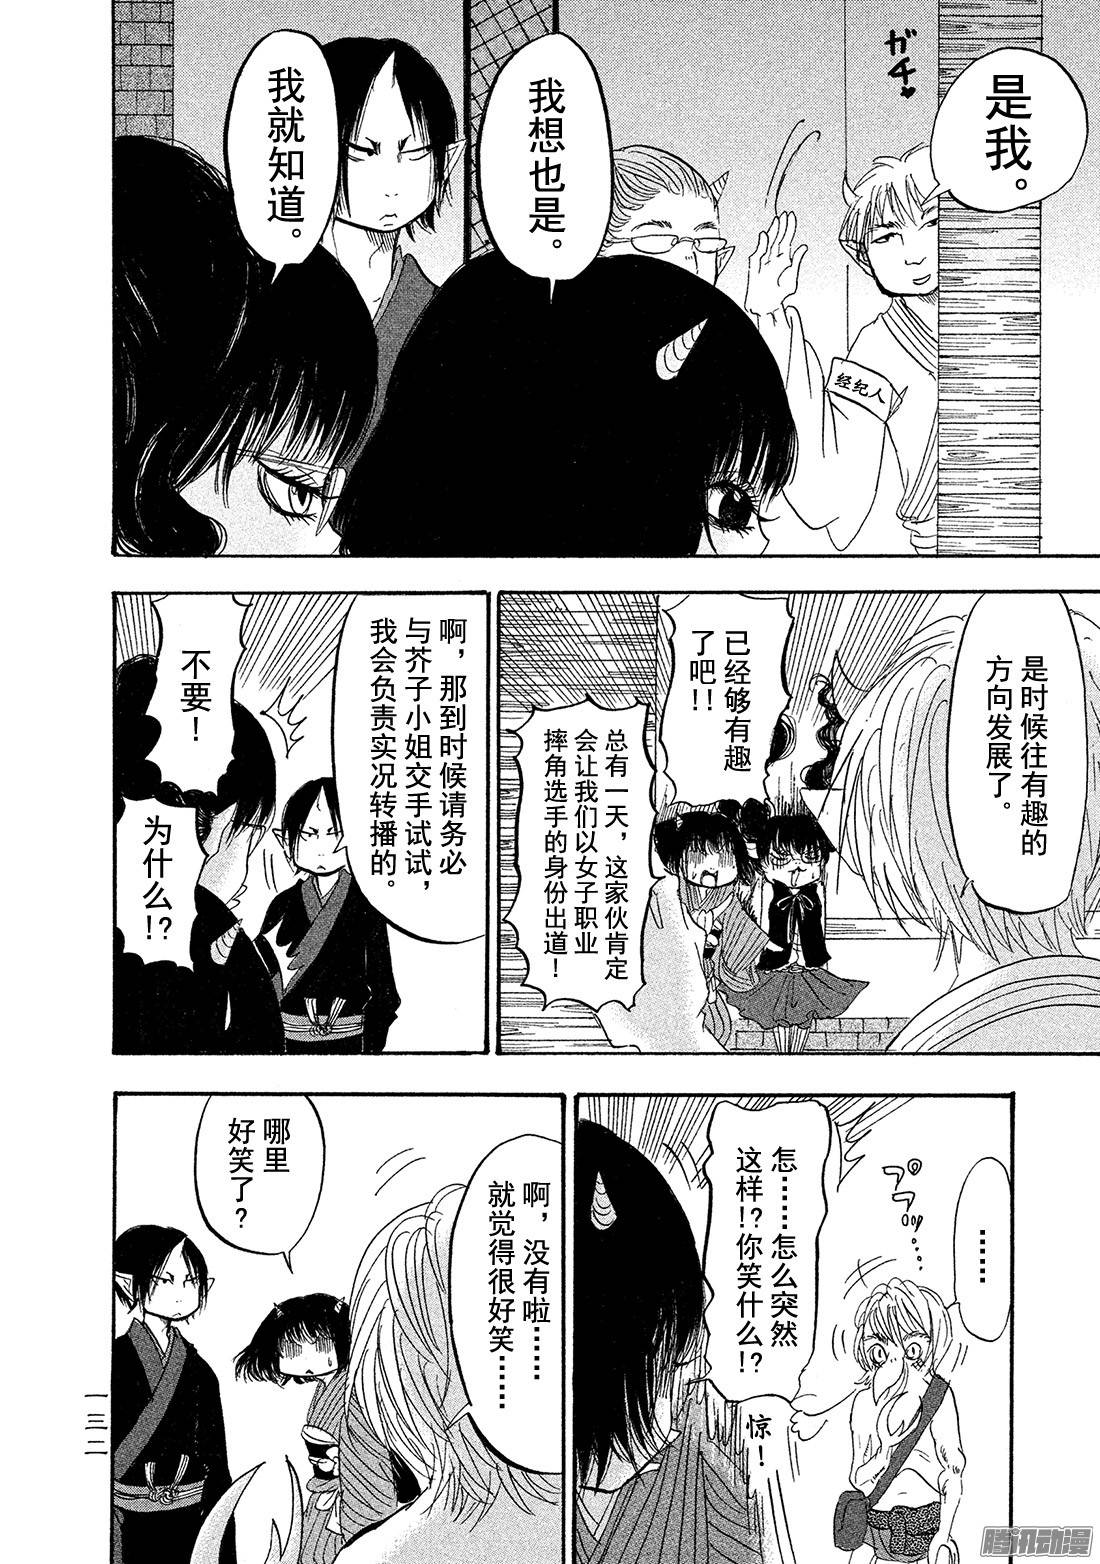 ガチャ
是我。
我想也是。
我就知道。
经纪人
是时候往有趣的
方向发展了。
已经够有趣
了吧!!
总有一天，这家伙肯定
会让我们以女子职业
摔角选手的身份出道！
啊，那到时候请务必
与芥子小姐交手试试，
我会负责实况转播的。
不要！
为什么!?
……
プッ
プッ…
怎……怎么突然
这样!?你笑什么!?
惊！
啊，没有啦……
就觉得很好笑……
哪里
好笑了？
一三二
腾讯动漫